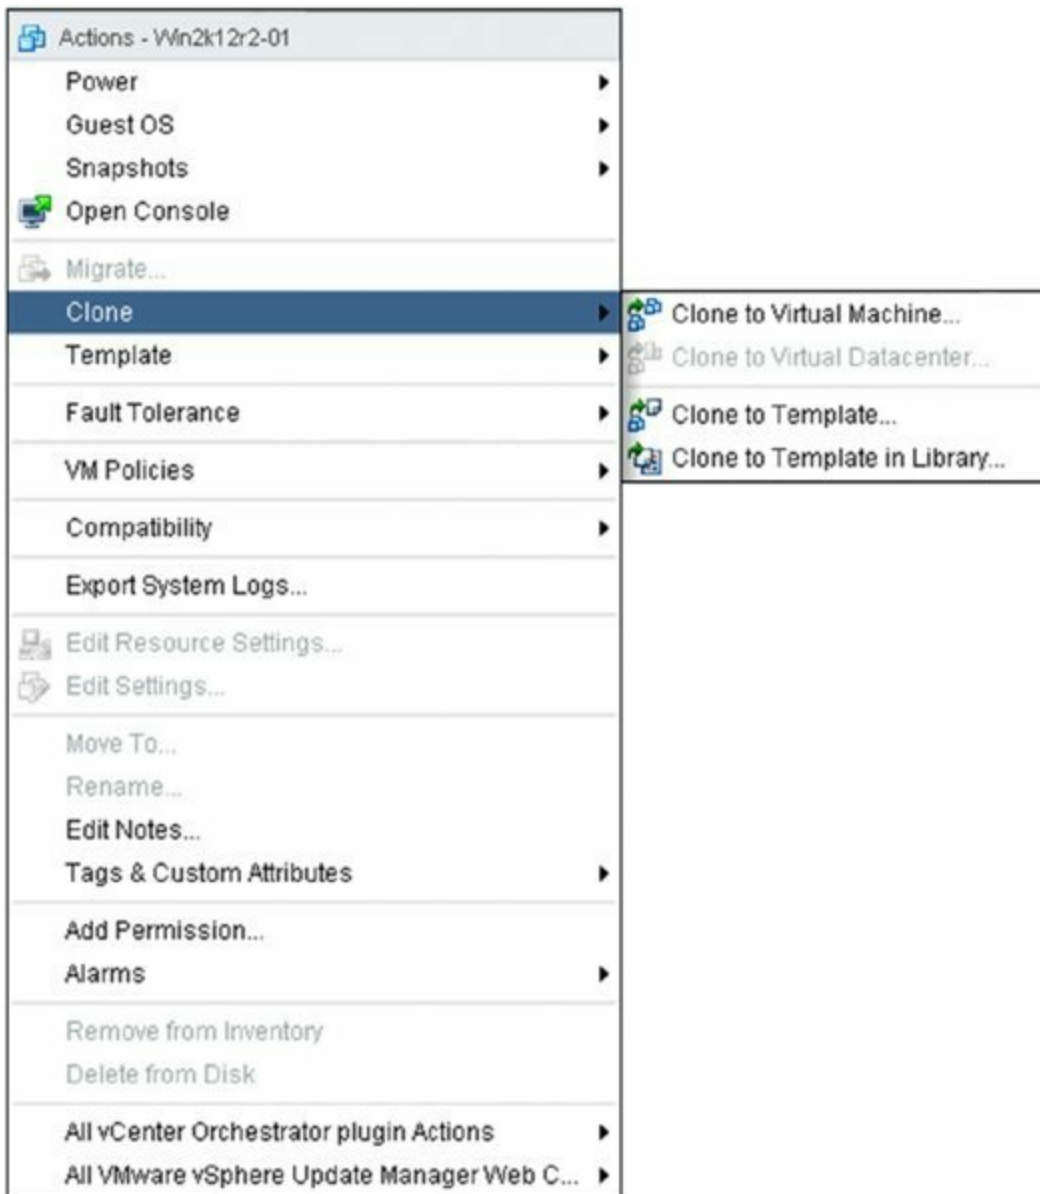 Actions - Win2k12r2-01
Power
Guest OS
Snapshots
Open Console
Migrate...
Clone
Template
Fault Tolerance
VM Policies
Compatibility
Export System Logs...
Edit Resource Settings...
Edit Settings...
Move To...
Rename...
Edit Notes...
Tags & Custom Attributes
Add Permission...
Alarms
Remove from Inventory
Delete from Disk
All vCenter Orchestrator plugin Actions
All VMware vSphere Update Manager Web C...
Clone to Virtual Machine...
Clone to Virtual Datacenter...
Clone to Template...
Clone to Template in Library...